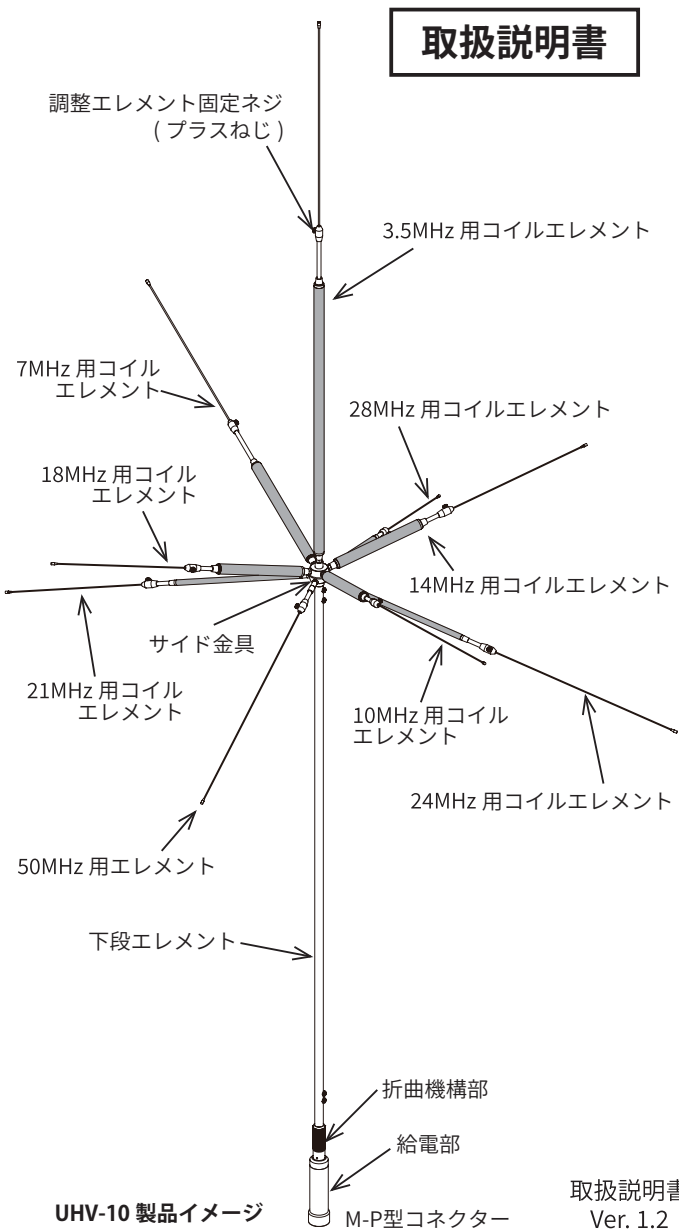 取扱説明書
調整エレメント固定ネジ
( プラスねじ )
3.5MHz 用コイルエレメント
7MHz 用コイル
エレメント
28MHz 用コイルエレメント
18MHz 用コイル
エレメント
14MHz 用コイルエレメント
サイド金具
21MHz 用コイル
エレメント
10MHz 用コイル
エレメント
24MHz 用コイルエレメント
50MHz 用エレメント
下段エレメント
折曲機構部
給電部
UHV-10 製品イメージ
M-P型コネクター
取扱説明書
Ver. 1.2